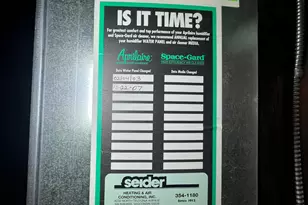 IS IT TIME?
For greatest comfort and top performance of your Aprilaire humidifier
and Space-Gard air cleaner, we recommend ANNUAL replacement
of your humidifier WATER PANEL and air cleaner MEDIA.
Aprilaire Space-Gard
Date Water Panel Changed Date Media Changed
seider
HEATING & AIR
CONDITIONING, INC.
354-1180